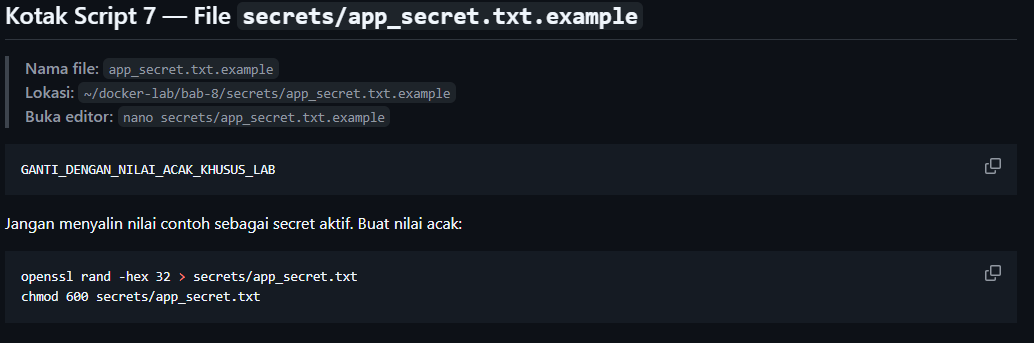 Kotak Script 7 — File secrets/app_secret.txt.example
Nama file: app_secret.txt.example
Lokasi: ~/docker-lab/bab-8/secrets/app_secret.txt.example
Buka editor: nano secrets/app_secret.txt.example
GANTI_DENGAN_NILAI_ACAK_KHUSUS_LAB
Jangan menyalin nilai contoh sebagai secret aktif. Buat nilai acak:
openssl rand -hex 32 > secrets/app_secret.txt
chmod 600 secrets/app_secret.txt